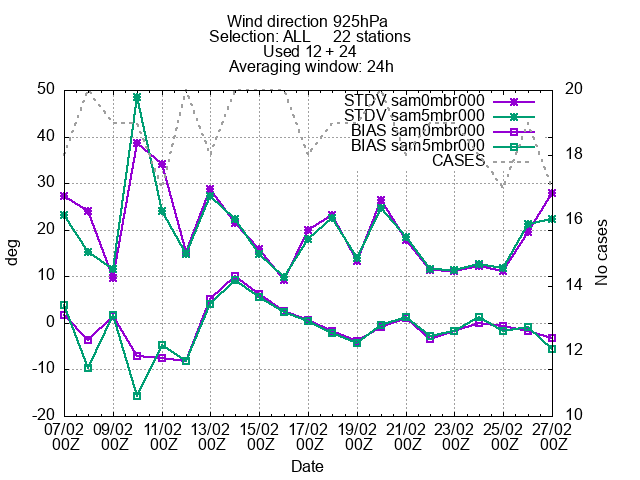 Wind direction 925hPa
Selection: ALL 22 stations
Used 12 + 24
Averaging window: 24h
STDV sam0mbr000
STDV sam5mbr000
BIAS sam0mbr000
BIAS sam5mbr000
CASES
50
40
30
20
10
0
-10
-20
deg
20
18
16
14
12
10
No cases
07/02 09/02 11/02 13/02 15/02 17/02 19/02 21/02 23/02 25/02 27/02
00Z 00Z 00Z 00Z 00Z 00Z 00Z 00Z 00Z 00Z 00Z
Date